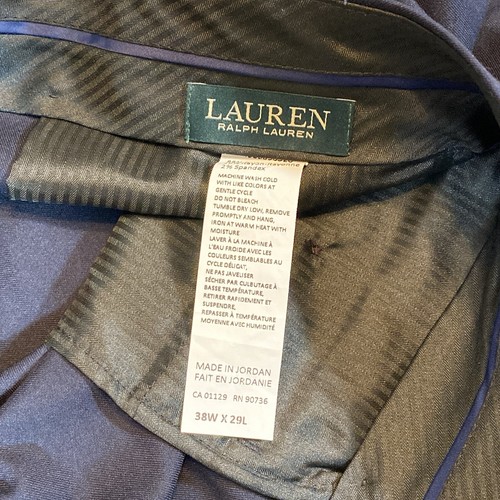 LAUREN
RALPH LAUREN
2% Spandex
MACHINE WASH COLD
WITH LIKE COLORS AT
GENTLE CYCLE
DO NOT BLEACH
TUMBLE DRY LOW, REMOVE
PROMPTLY AND HANG,
IRON AT WARM HEAT WITH
MOISTURE
LAVER À LA MACHINE À
L'EAU FROIDE AVEC LES
COULEURS SEMBLABLES AU
CYCLE DÉLICAT,
NE PAS JAVELISER
SÉCHER PAR CULBUTAGE À
BASSE TEMPÉRATURE,
RETIRER RAPIDEMENT ET
SUSPENDRE,
REPASSER À TEMPÉRATURE
MOYENNE AVEC HUMIDITÉ
MADE IN JORDAN
FAIT EN JORDANIE
CA 01129 RN 90736
38W X 29L